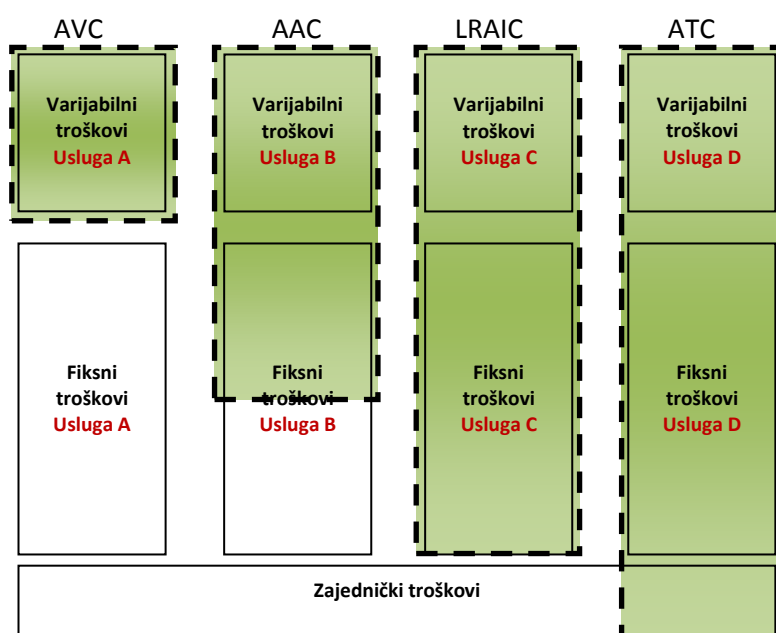 AVC
AAC
LRAIC
ATC
Varijabilni
troškovi
Usluga A
Varijabilni
troškovi
Usluga B
Varijabilni
troškovi
Usluga C
Varijabilni
troškovi
Usluga D
Fiksni
troškovi
Usluga A
Fiksni
troškovi
Usluga B
Fiksni
troškovi
Usluga C
Fiksni
troškovi
Usluga D
Zajednički troškovi